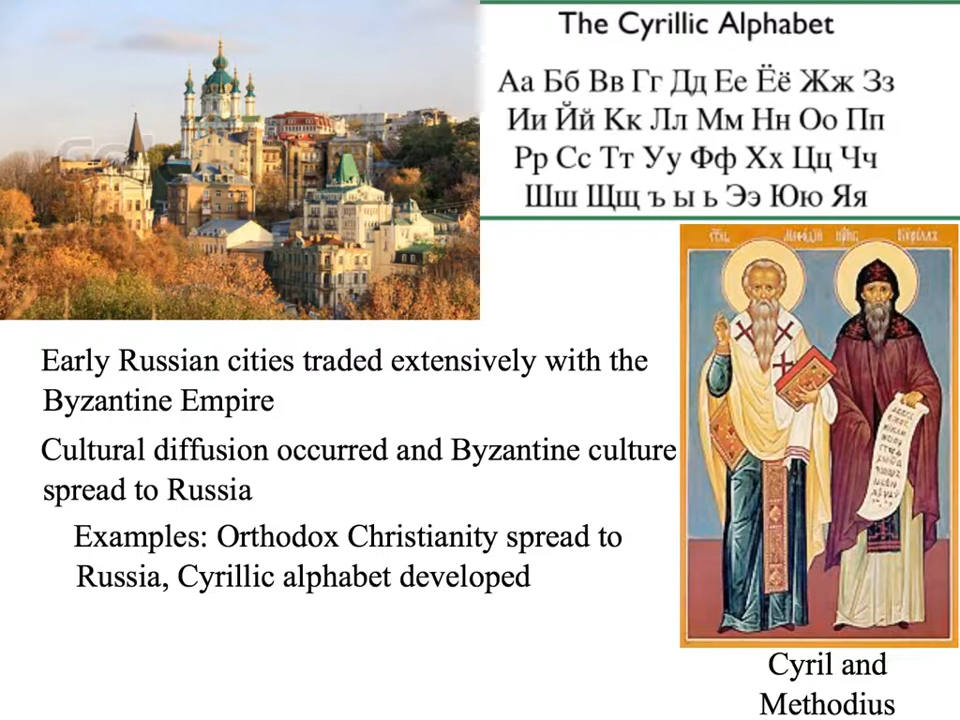 The Cyrillic Alphabet
Аа Бб Вв Гг Дд Ее Ёё Жж Зз
Ии Йй Кк Лл Мм Нн Оо Пп
Рр Сс Тт Уу Фф Хх Цц Чч
Шш Щщ ъ ы ь Ээ Юю Яя
Early Russian cities traded extensively with the
Byzantine Empire
Cultural diffusion occurred and Byzantine culture
spread to Russia
Examples: Orthodox Christianity spread to
Russia, Cyrillic alphabet developed
Cyril and
Methodius